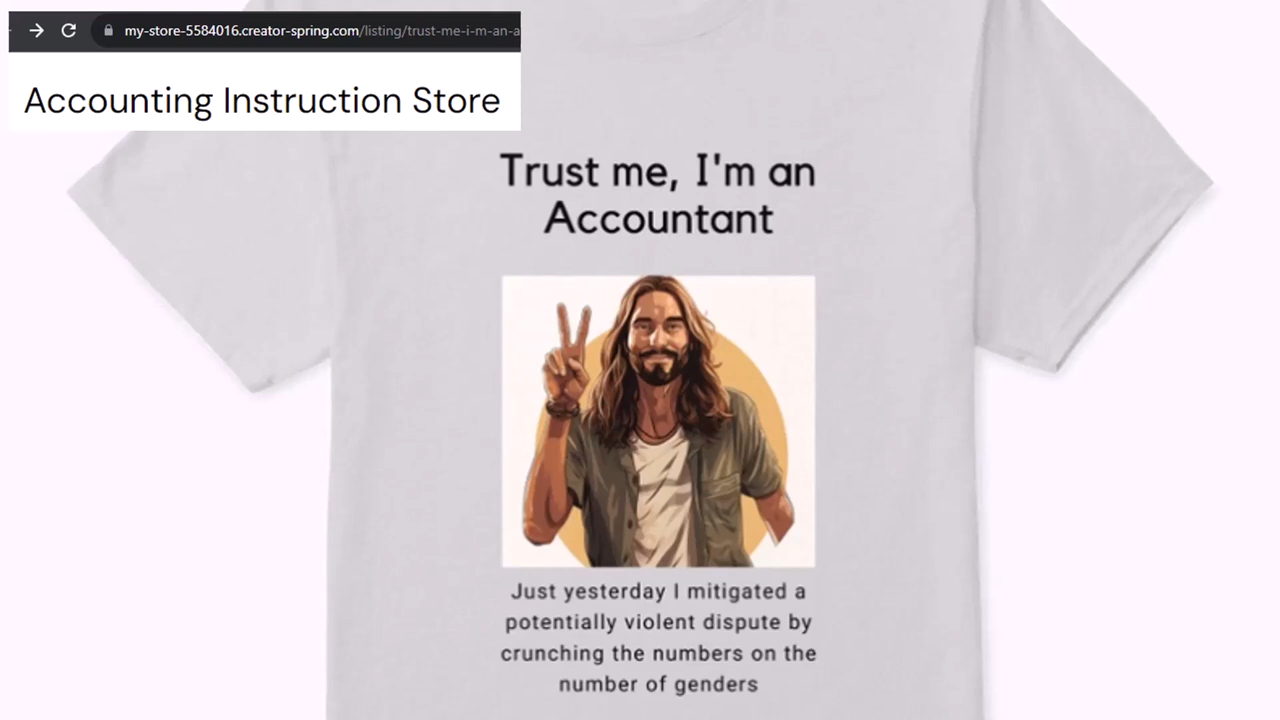 my-store-5584016.creator-spring.com/listing/trust-me-i-m-an-a
Accounting Instruction Store
Trust me, I'm an
Accountant
Just yesterday I mitigated a
potentially violent dispute by
crunching the numbers on the
number of genders